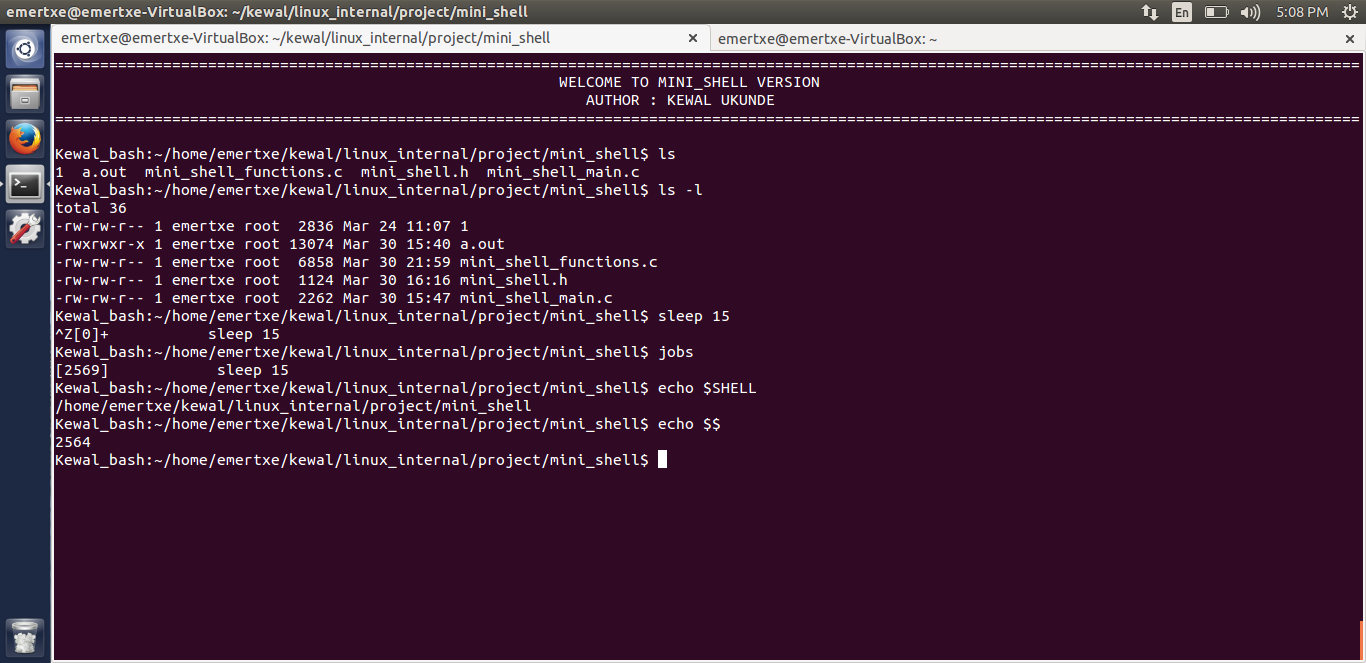 emertxe@emertxe-VirtualBox: ~/kewal/linux_internal/project/mini_shell
En
5:08 PM
emertxe@emertxe-VirtualBox: ~/kewal/linux_internal/project/mini_shell
emertxe@emertxe-VirtualBox: ~
=================================================================================================================================================
WELCOME TO MINI_SHELL VERSION
AUTHOR : KEWAL UKUNDE
=================================================================================================================================================
Kewal_bash:~/home/emertxe/kewal/linux_internal/project/mini_shell$ ls
1  a.out  mini_shell_functions.c  mini_shell.h  mini_shell_main.c
Kewal_bash:~/home/emertxe/kewal/linux_internal/project/mini_shell$ ls -l
total 36
-rw-rw-r-- 1 emertxe root  2836 Mar 24 11:07 1
-rwxrwxr-x 1 emertxe root 13074 Mar 30 15:40 a.out
-rw-rw-r-- 1 emertxe root  6858 Mar 30 21:59 mini_shell_functions.c
-rw-rw-r-- 1 emertxe root  1124 Mar 30 16:16 mini_shell.h
-rw-rw-r-- 1 emertxe root  2262 Mar 30 15:47 mini_shell_main.c
Kewal_bash:~/home/emertxe/kewal/linux_internal/project/mini_shell$ sleep 15
^Z[0]+           sleep 15
Kewal_bash:~/home/emertxe/kewal/linux_internal/project/mini_shell$ jobs
[2569]            sleep 15
Kewal_bash:~/home/emertxe/kewal/linux_internal/project/mini_shell$ echo $SHELL
/home/emertxe/kewal/linux_internal/project/mini_shell
Kewal_bash:~/home/emertxe/kewal/linux_internal/project/mini_shell$ echo $$
2564
Kewal_bash:~/home/emertxe/kewal/linux_internal/project/mini_shell$